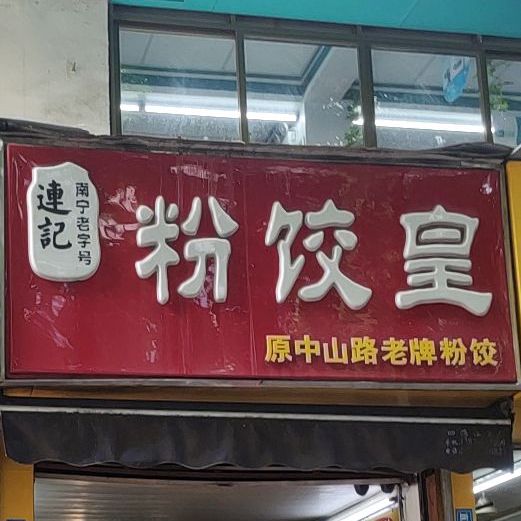 連記
南宁老字号
粉饺皇
原中山路老牌粉饺